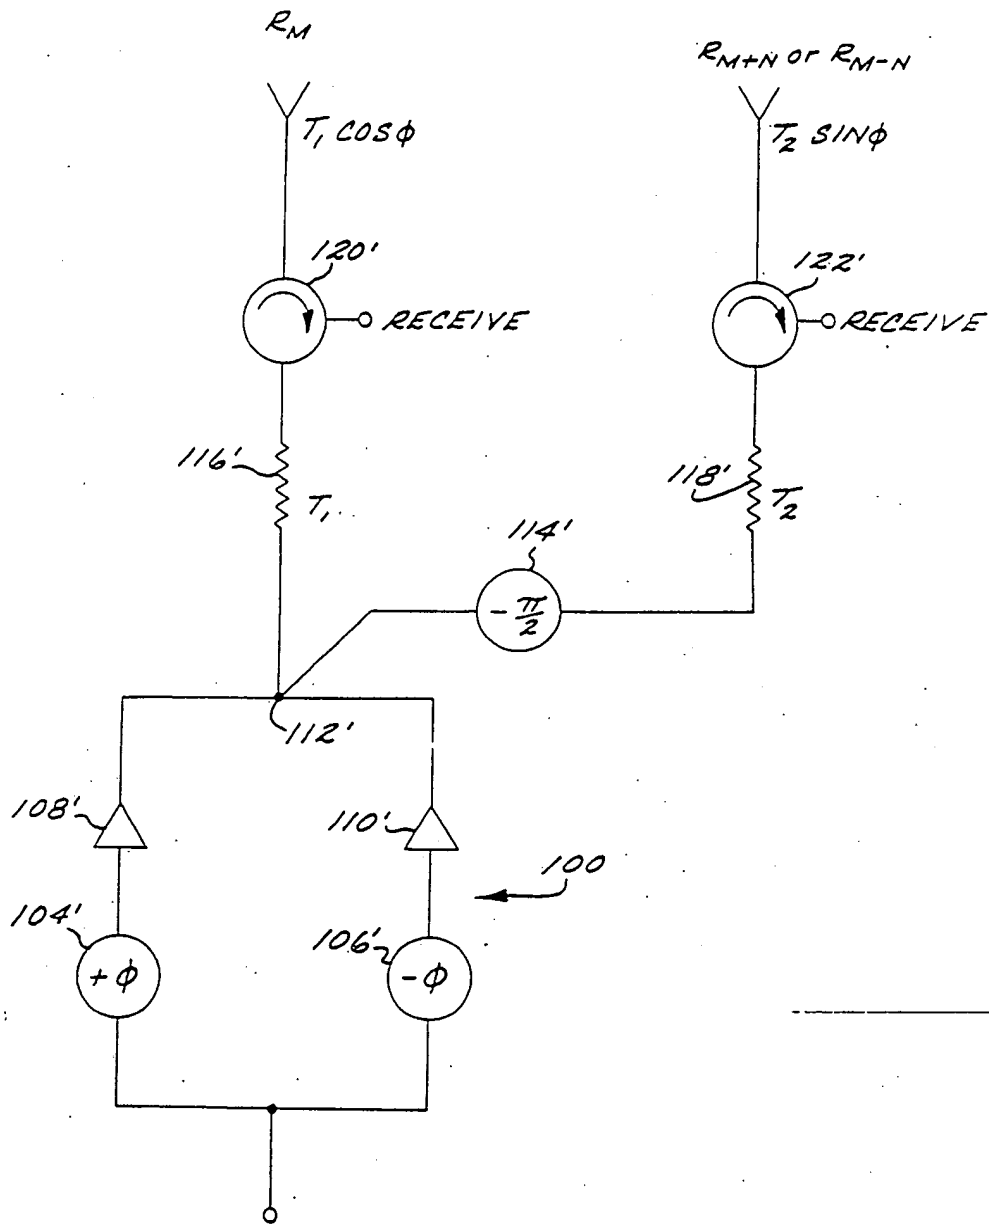 R_M
R_M+N or R_M-N
T_1 COSϕ
T_2 SINϕ
120'
122'
RECEIVE
RECEIVE
116'
118'
T_1
T_2
114'
-π/2
112'
108'
110'
100
104'
106'
+ϕ
-ϕ